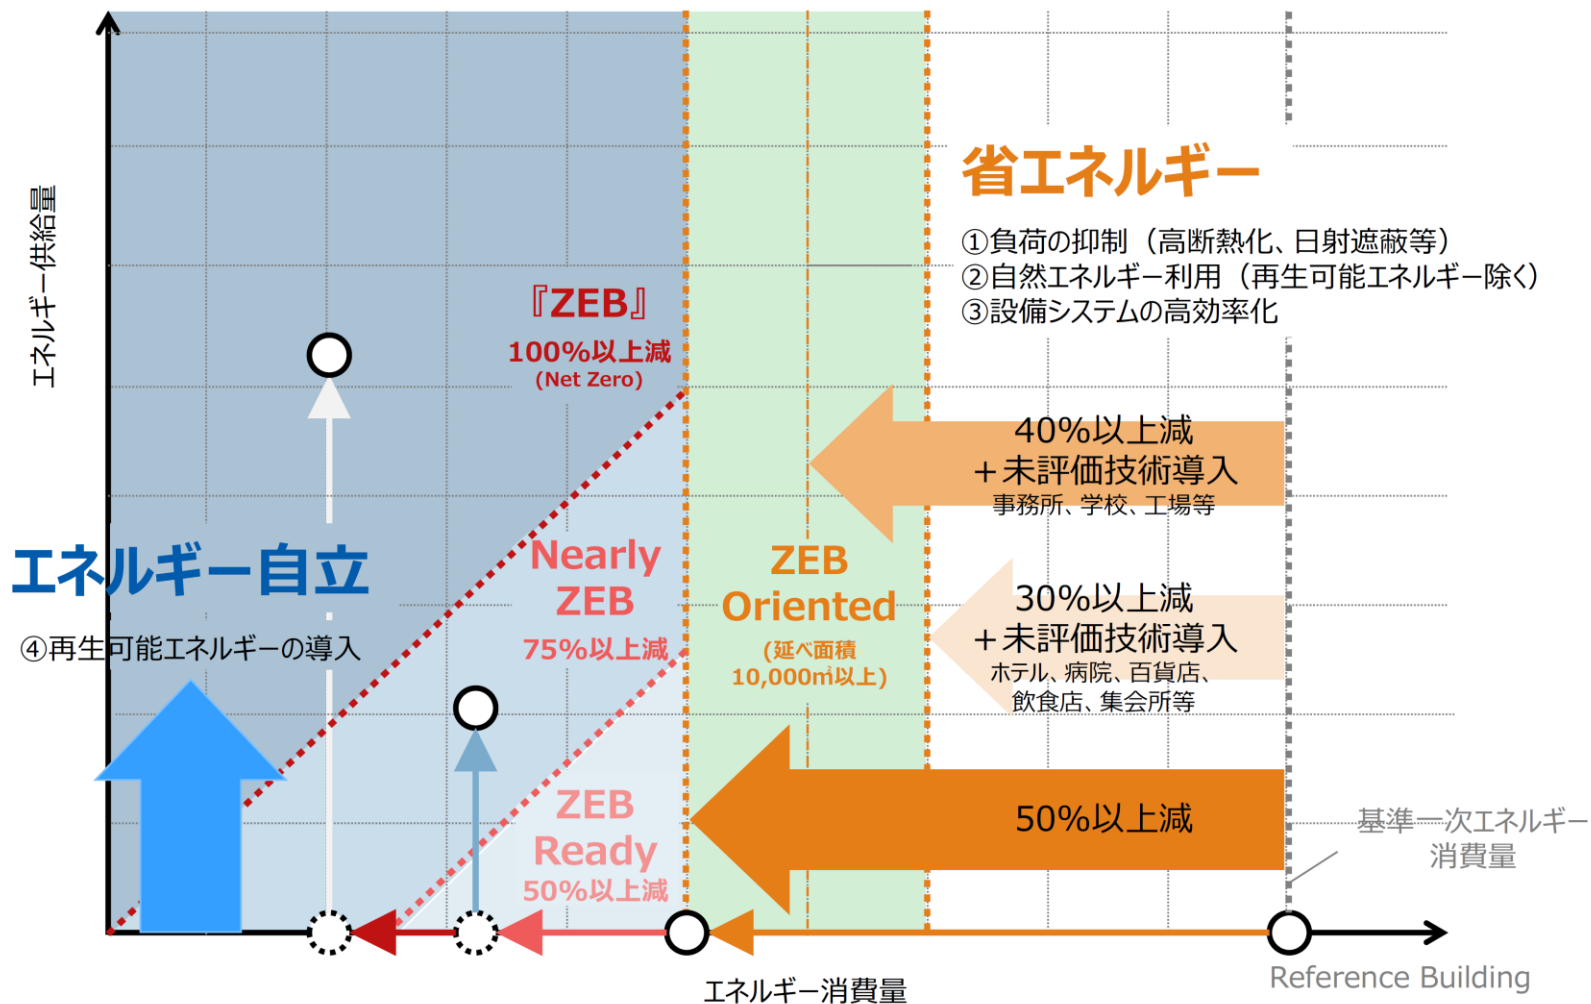 エネルギー供給量
省エネルギー
①負荷の抑制（高断熱化、日射遮蔽等）
②自然エネルギー利用（再生可能エネルギー除く）
③設備システムの高効率化
『ZEB』
100%以上減
(Net Zero)
40%以上減
＋未評価技術導入
事務所、学校、工場等
エネルギー自立
④再生可能エネルギーの導入
Nearly
ZEB
75%以上減
ZEB
Oriented
(延べ面積
10,000㎡以上)
30%以上減
＋未評価技術導入
ホテル、病院、百貨店、
飲食店、集会所等
ZEB
Ready
50%以上減
50%以上減
基準一次エネルギー
消費量
エネルギー消費量
Reference Building